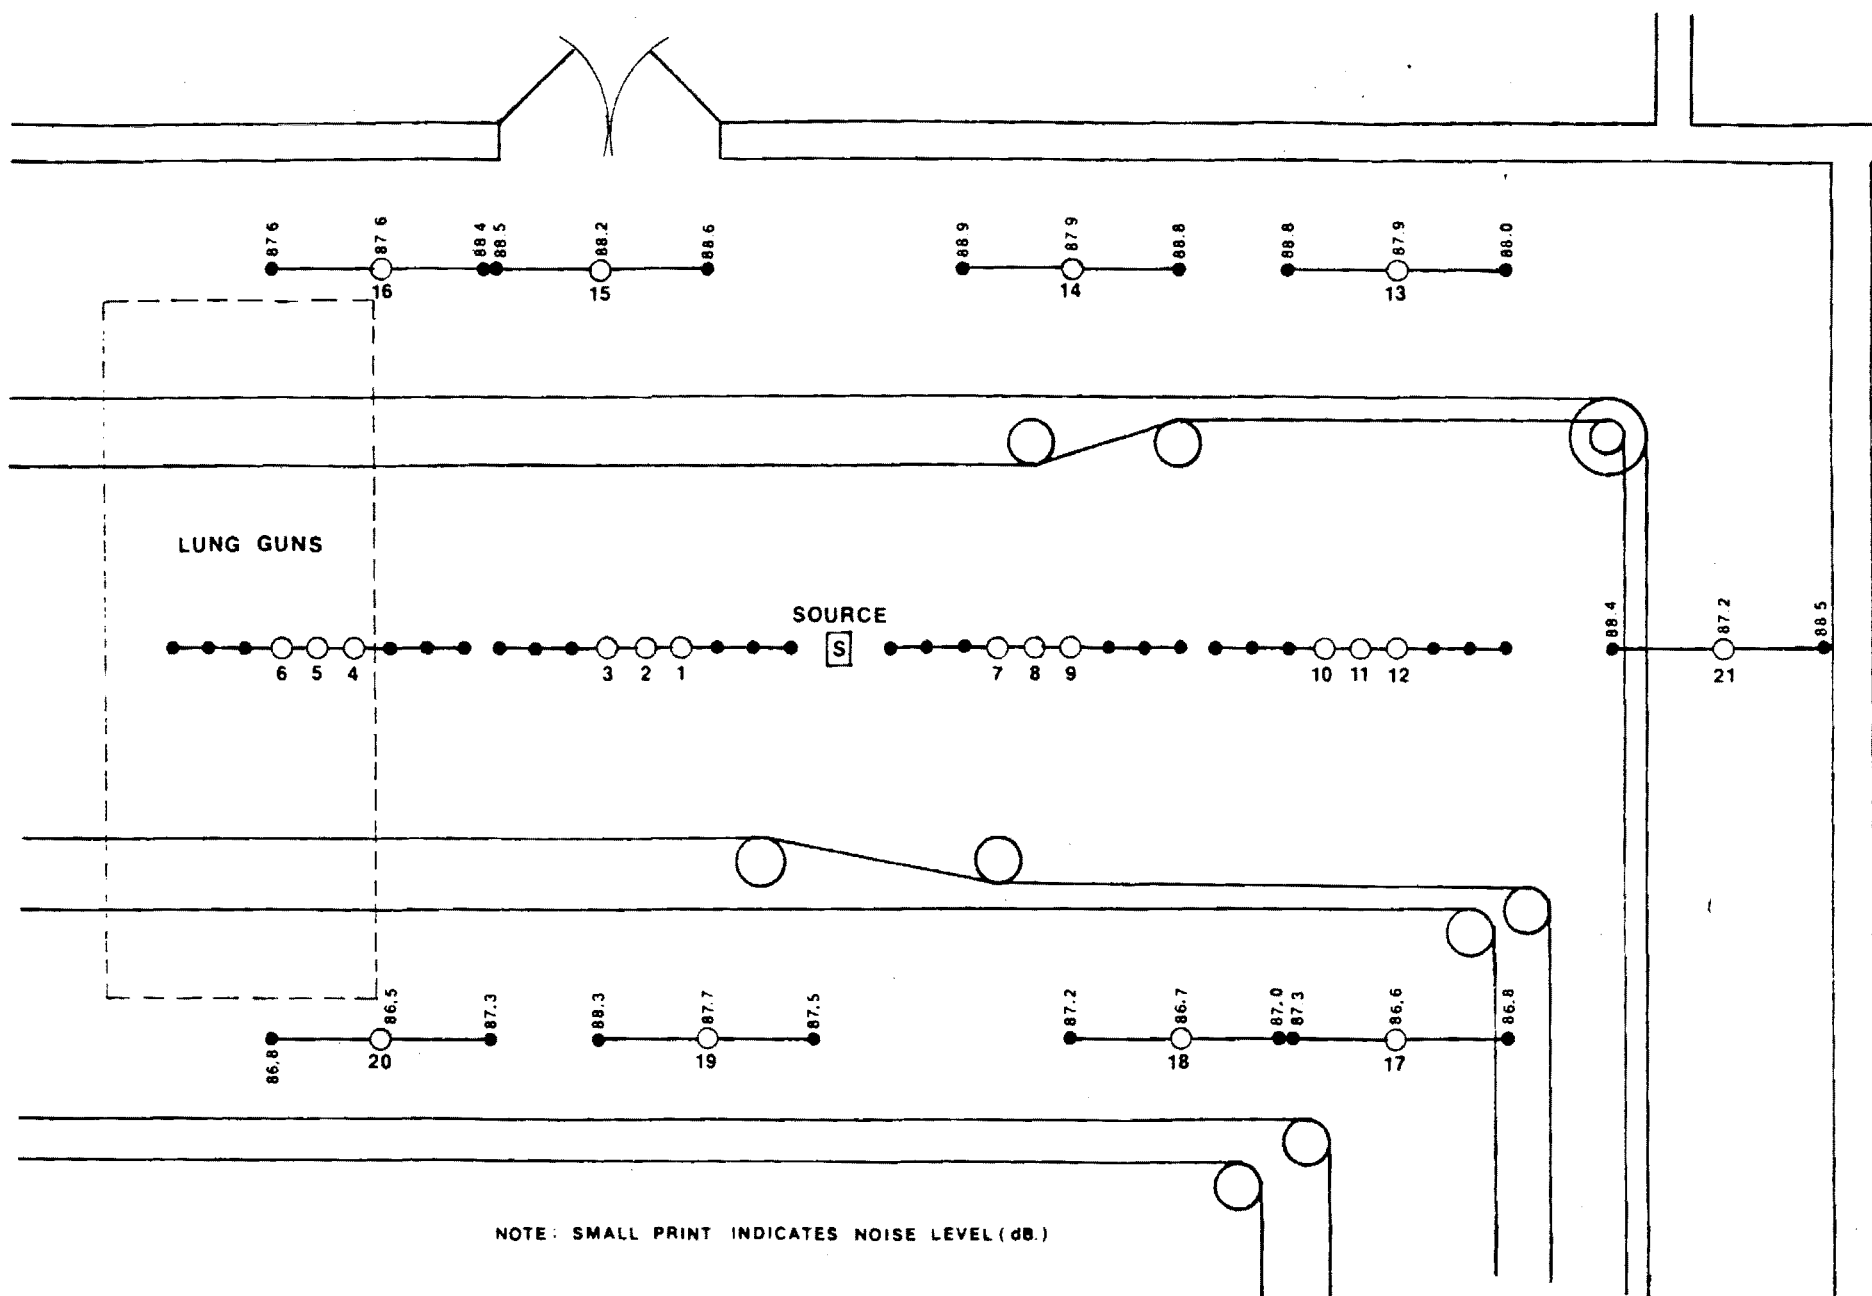 87.6 87.6 88.4 88.5 88.2 88.6 88.9 87.9 88.8 88.8 87.9 88.0
16 15 14 13
LUNG GUNS
SOURCE
S
88.4 87.2 88.5
6 5 4 3 2 1 7 8 9 10 11 12 21
86.5 87.3 88.3 87.7 87.5 87.2 86.7 87.0 87.3 86.6 86.8
86.8 20 19 18 17
NOTE: SMALL PRINT INDICATES NOISE LEVEL (dB.)